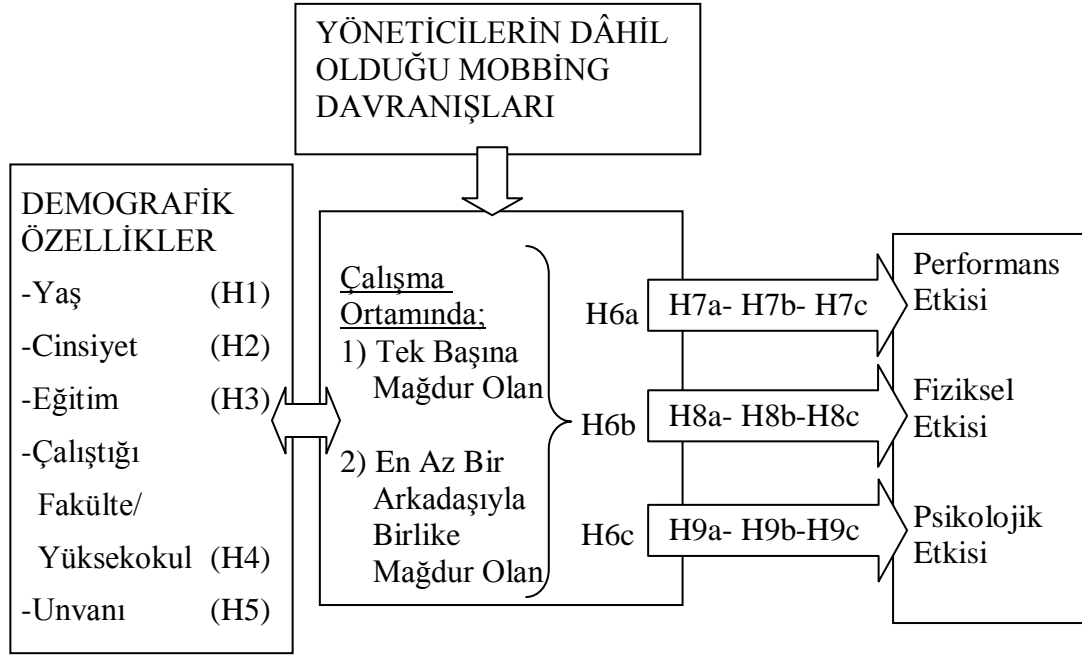 YÖNETİCİLERİN DÂHİL
OLDUĞU MOBBİNG
DAVRANIŞLARI
DEMOGRAFİK
ÖZELLİKLER
-Yaş (H1)
-Cinsiyet (H2)
-Eğitim (H3)
-Çalıştığı
Fakülte/
Yüksekokul (H4)
-Unvanı (H5)
Çalışma
Ortamında;
1) Tek Başına
Mağdur Olan
2) En Az Bir
Arkadaşıyla
Birlike
Mağdur Olan
H6a
H6b
H6c
H7a- H7b- H7c
H8a- H8b-H8c
H9a- H9b-H9c
Performans
Etkisi
Fiziksel
Etkisi
Psikolojik
Etkisi